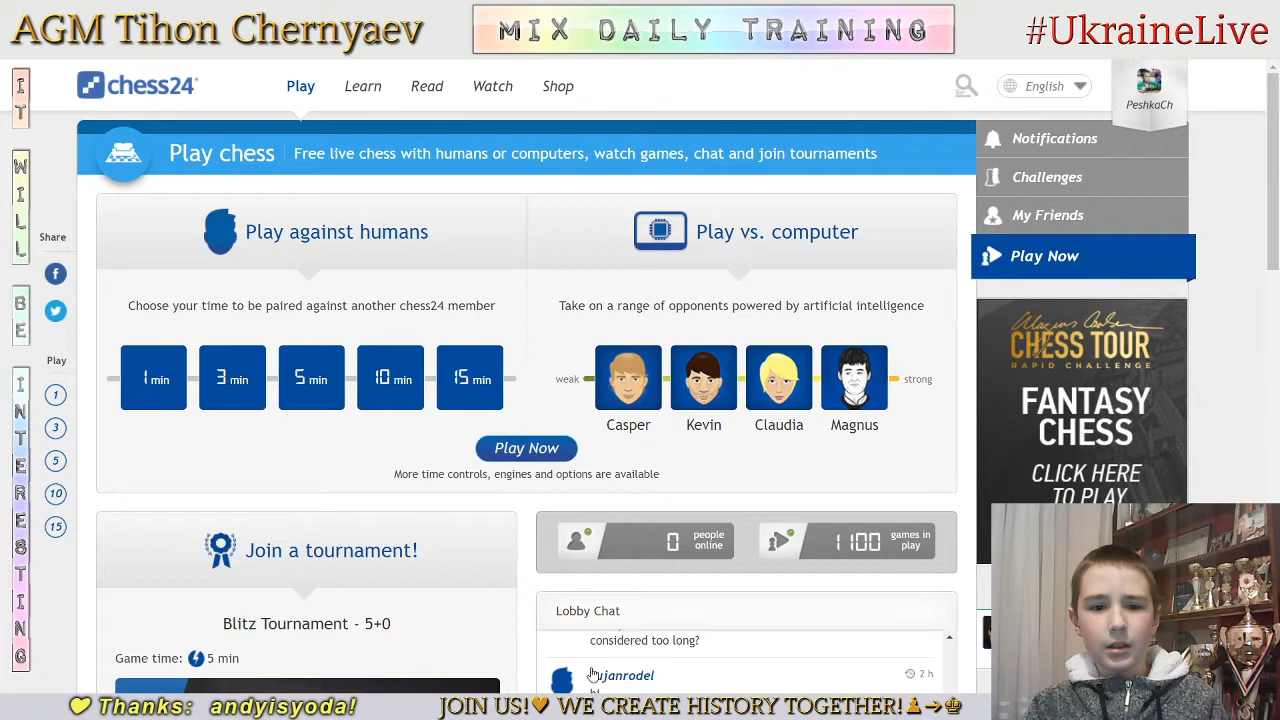 AGM Tihon Chernyaev
MIX DAILY TRAINING
#UkraineLive
IT WILL BE INTERESTING
chess24
Play
Learn
Read
Watch
Shop
English
PeshkaCh
Play chess
Free live chess with humans or computers, watch games, chat and join tournaments
Notifications
Challenges
My Friends
Play Now
Share
Play
1
3
5
10
15
Play against humans
Choose your time to be paired against another chess24 member
1 min
3 min
5 min
10 min
15 min
Play vs. computer
Take on a range of opponents powered by artificial intelligence
weak
strong
Casper
Kevin
Claudia
Magnus
Play Now
More time controls, engines and options are available
Magnus Carlsen
CHESS TOUR
RAPID CHALLENGE
FANTASY
CHESS
CLICK HERE
TO PLAY
Join a tournament!
Blitz Tournament - 5+0
Game time: 5 min
0 people online
1100 games in play
Lobby Chat
considered too long?
ujanrodel
2 h
Thanks: andyisyoda!
JOIN US! WE CREATE HISTORY TOGETHER!